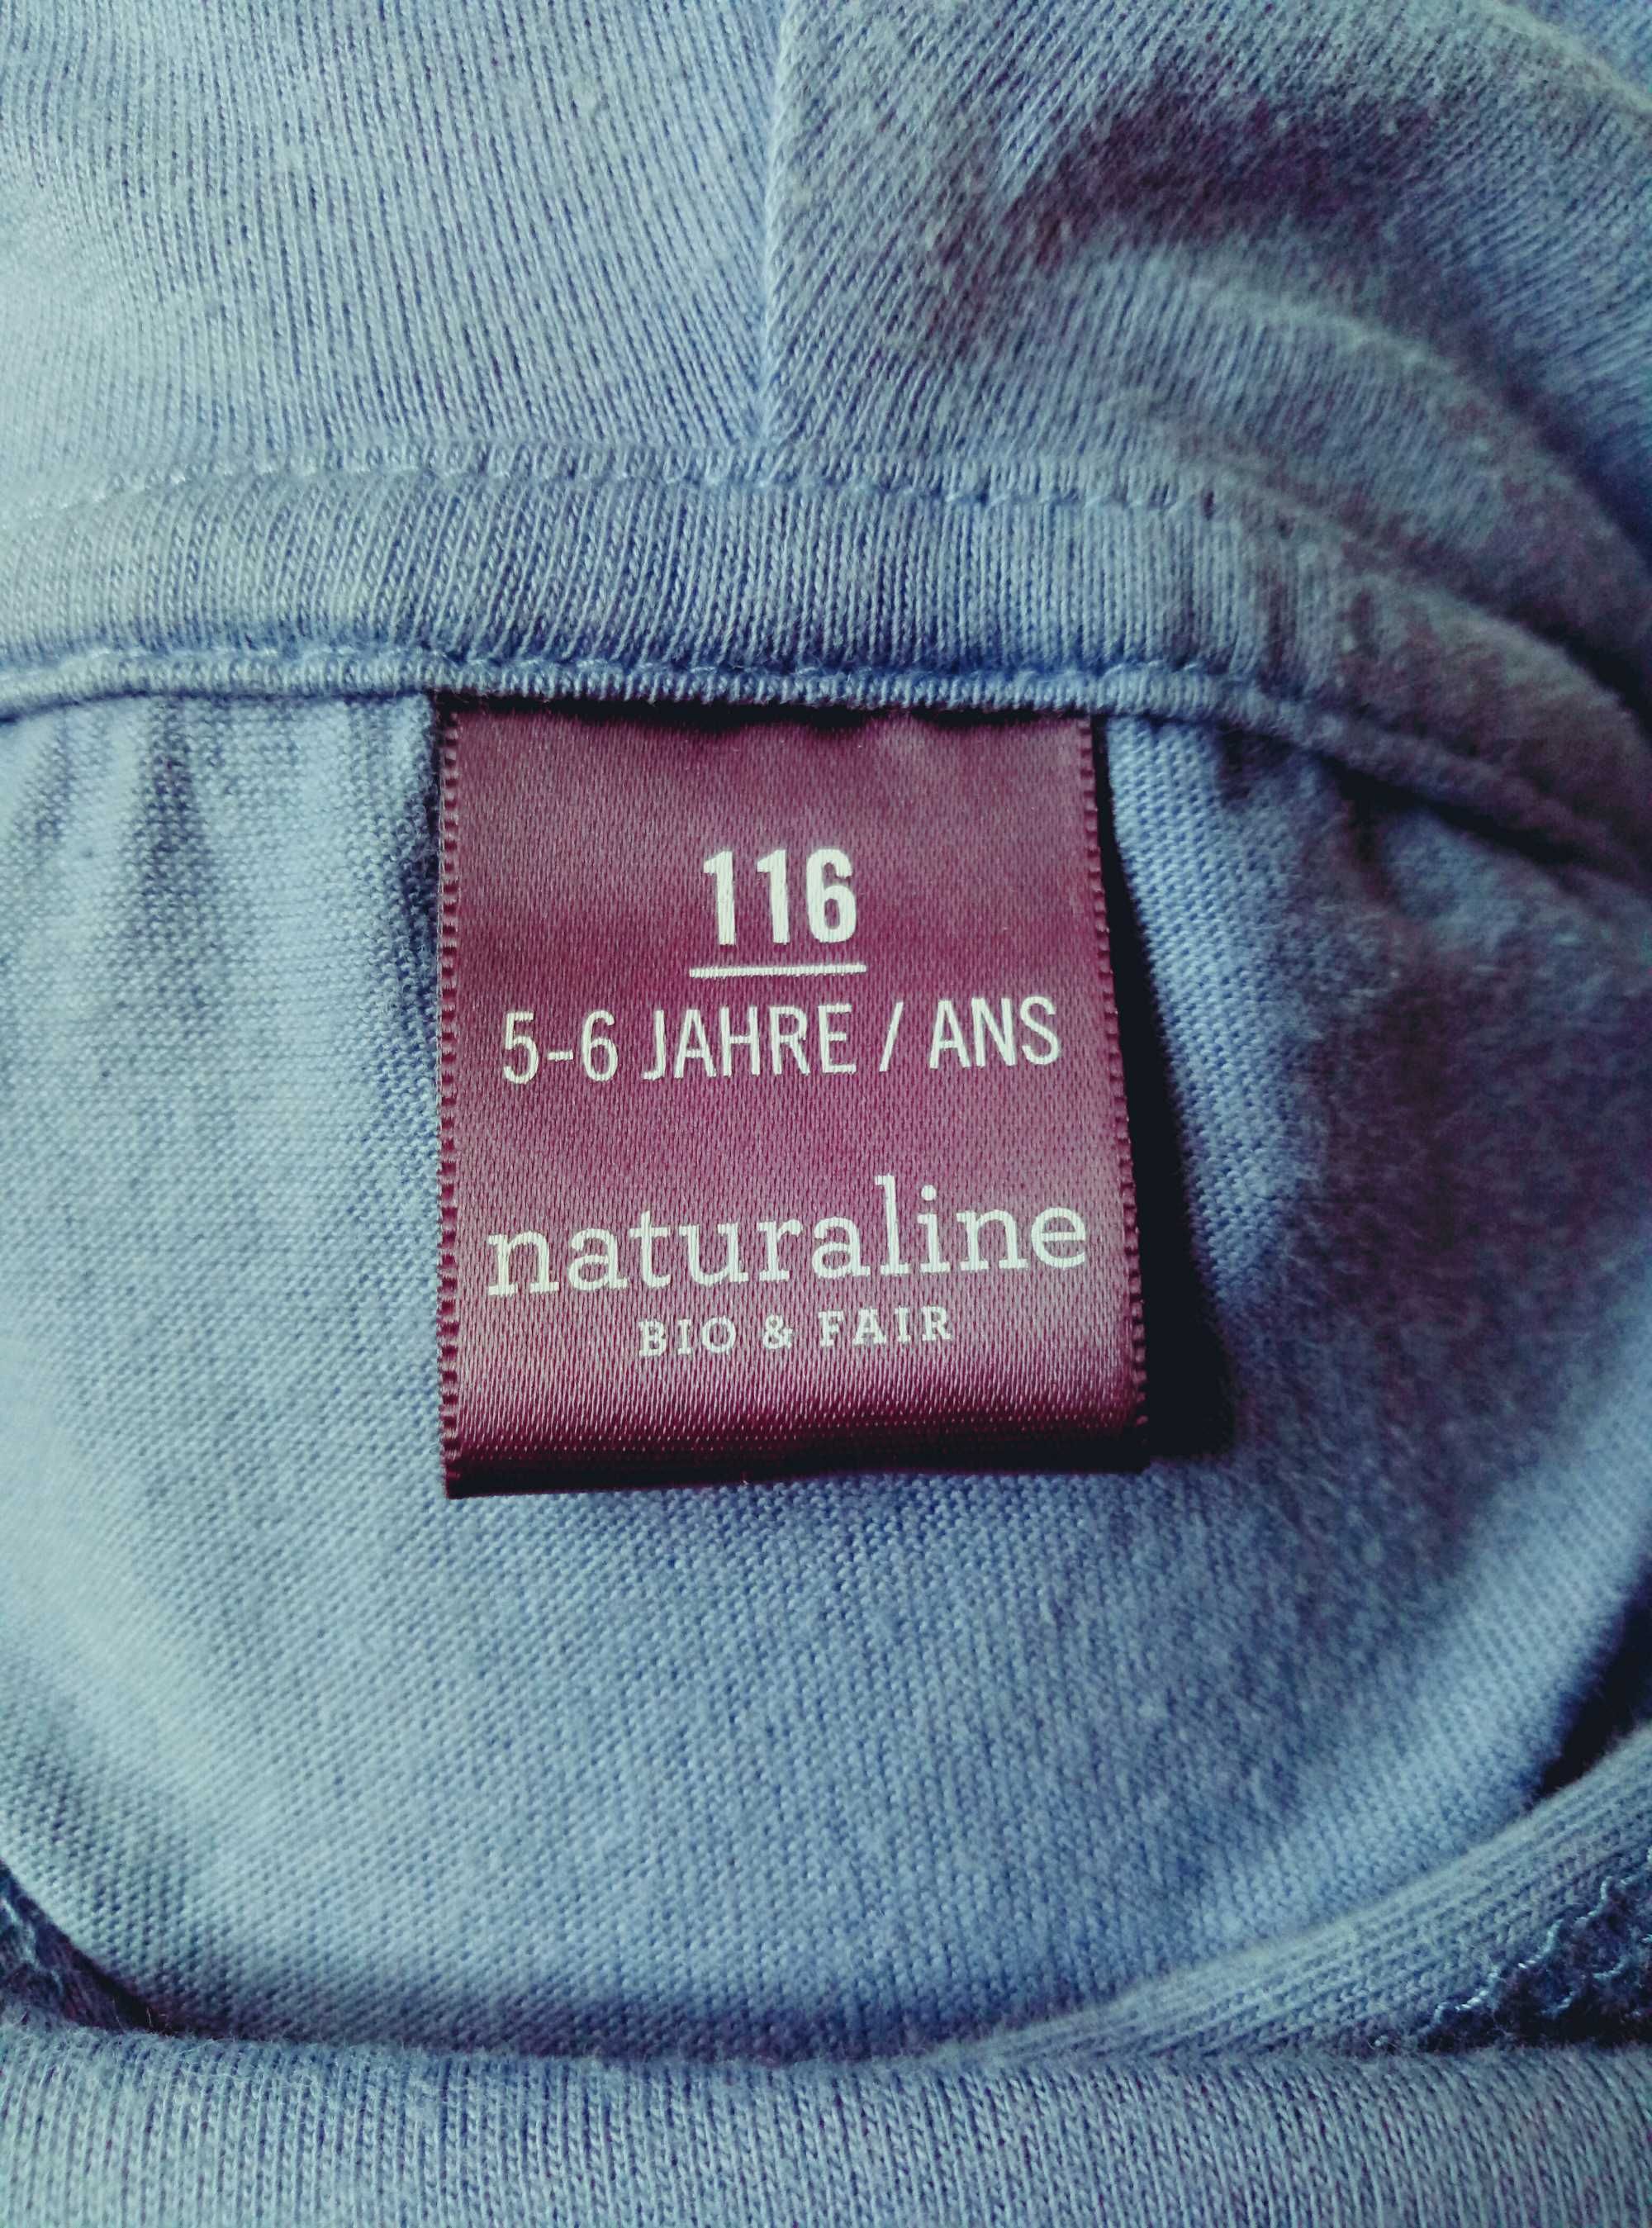 116
5-6 JAHRE / ANS
naturaline
BIO & FAIR